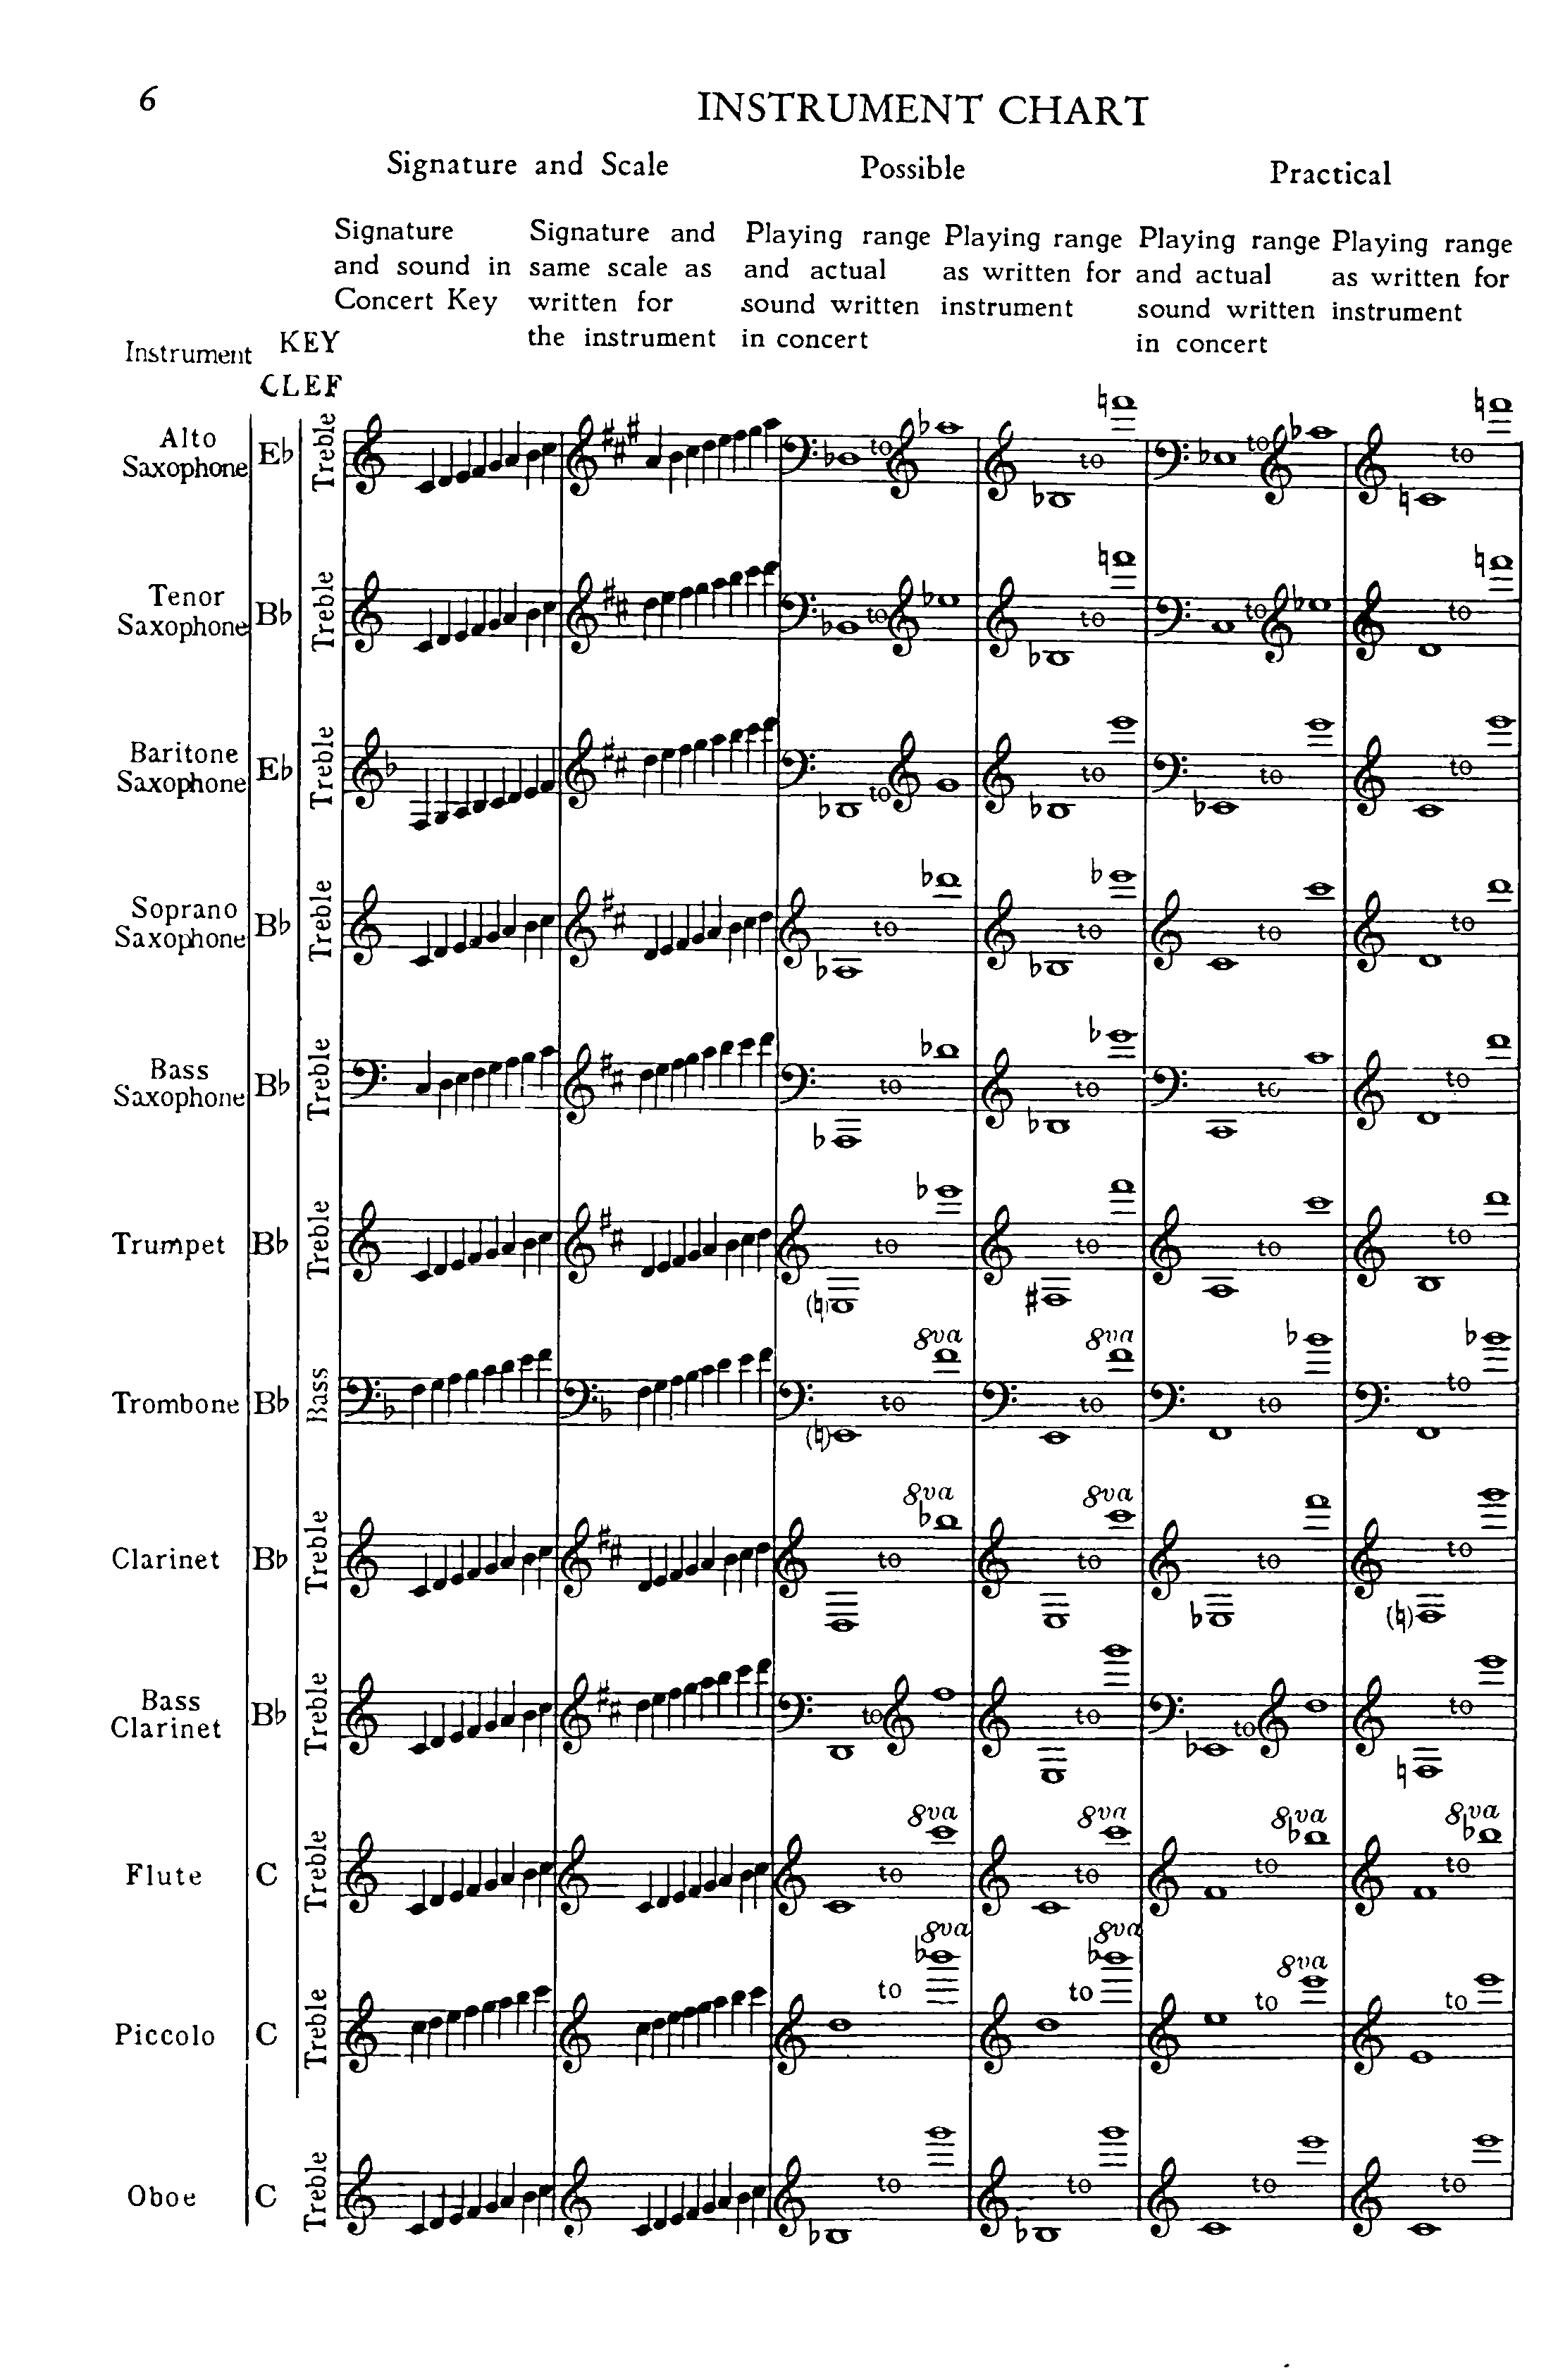 6
INSTRUMENT CHART
Signature and Scale Possible Practical
Signature and sound in Concert Key
Signature and same scale as written for the instrument
Playing range and actual sound written in concert
Playing range as written for instrument
Playing range and actual sound written in concert
Playing range as written for instrument
Instrument KEY
CLEF
Alto Saxophone E♭ Treble to to to to
Tenor Saxophone B♭ Treble to to to to
Baritone Saxophone E♭ Treble to to to to
Soprano Saxophone B♭ Treble to to to to
Bass Saxophone B♭ Treble to to to to
Trumpet B♭ Treble to to to to
Trombone B♭ Bass 8va to 8va to to to
Clarinet B♭ Treble 8va to 8va to to to
Bass Clarinet B♭ Treble to to to to
Flute C Treble 8va to 8va to 8va to 8va to
Piccolo C Treble 8va to 8va to 8va to to
Oboe C Treble to to to to